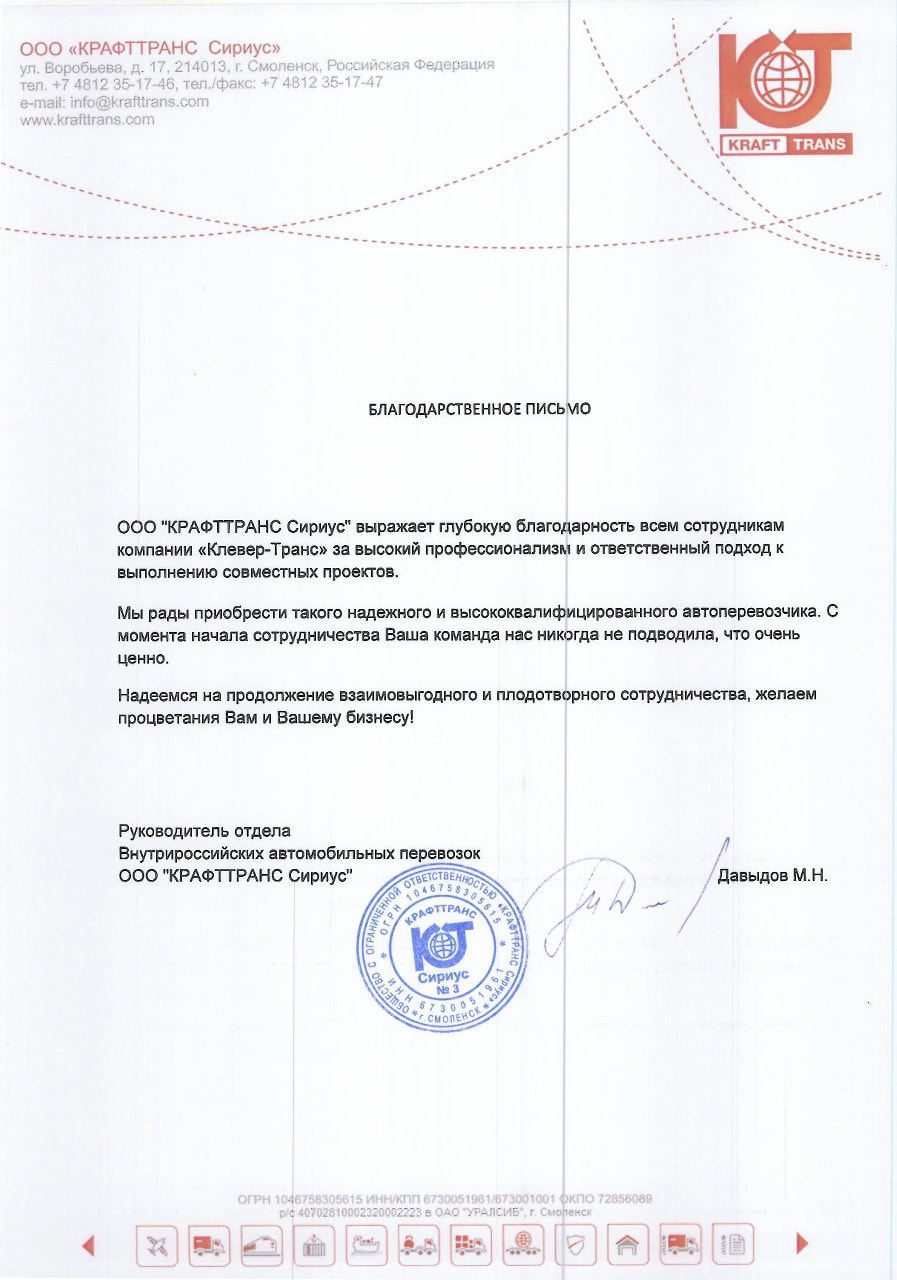 ООО «КРАФТТРАНС Сириус»
ул. Воробьева, д. 17, 214013, г. Смоленск, Российская Федерация
тел. +7 4812 35-17-46, тел./факс: +7 4812 35-17-47
e-mail: info@krafttrans.com
www.krafttrans.com
KT
KRAFT TRANS
БЛАГОДАРСТВЕННОЕ ПИСЬМО
ООО "КРАФТТРАНС Сириус" выражает глубокую благодарность всем сотрудникам
компании «Клевер-Транс» за высокий профессионализм и ответственный подход к
выполнению совместных проектов.
Мы рады приобрести такого надежного и высококвалифицированного автоперевозчика. С
момента начала сотрудничества Ваша команда нас никогда не подводила, что очень
ценно.
Надеемся на продолжение взаимовыгодного и плодотворного сотрудничества, желаем
процветания Вам и Вашему бизнесу!
Руководитель отдела
Внутрироссийских автомобильных перевозок
ООО "КРАФТТРАНС Сириус"
Давыдов М.Н.
ОБЩЕСТВО С ОГРАНИЧЕННОЙ ОТВЕТСТВЕННОСТЬЮ «КРАФТТРАНС Сириус»
* г. СМОЛЕНСК *
* ОГРН 1046758305615 *
ИНН 6730051961
КРАФТТРАНС
KT
Сириус
№ 3
ОГРН 1046758305615 ИНН/КПП 6730051961/673001001 ОКПО 72856089
р/с 40702810002320002223 в ОАО "УРАЛСИБ", г. Смоленск